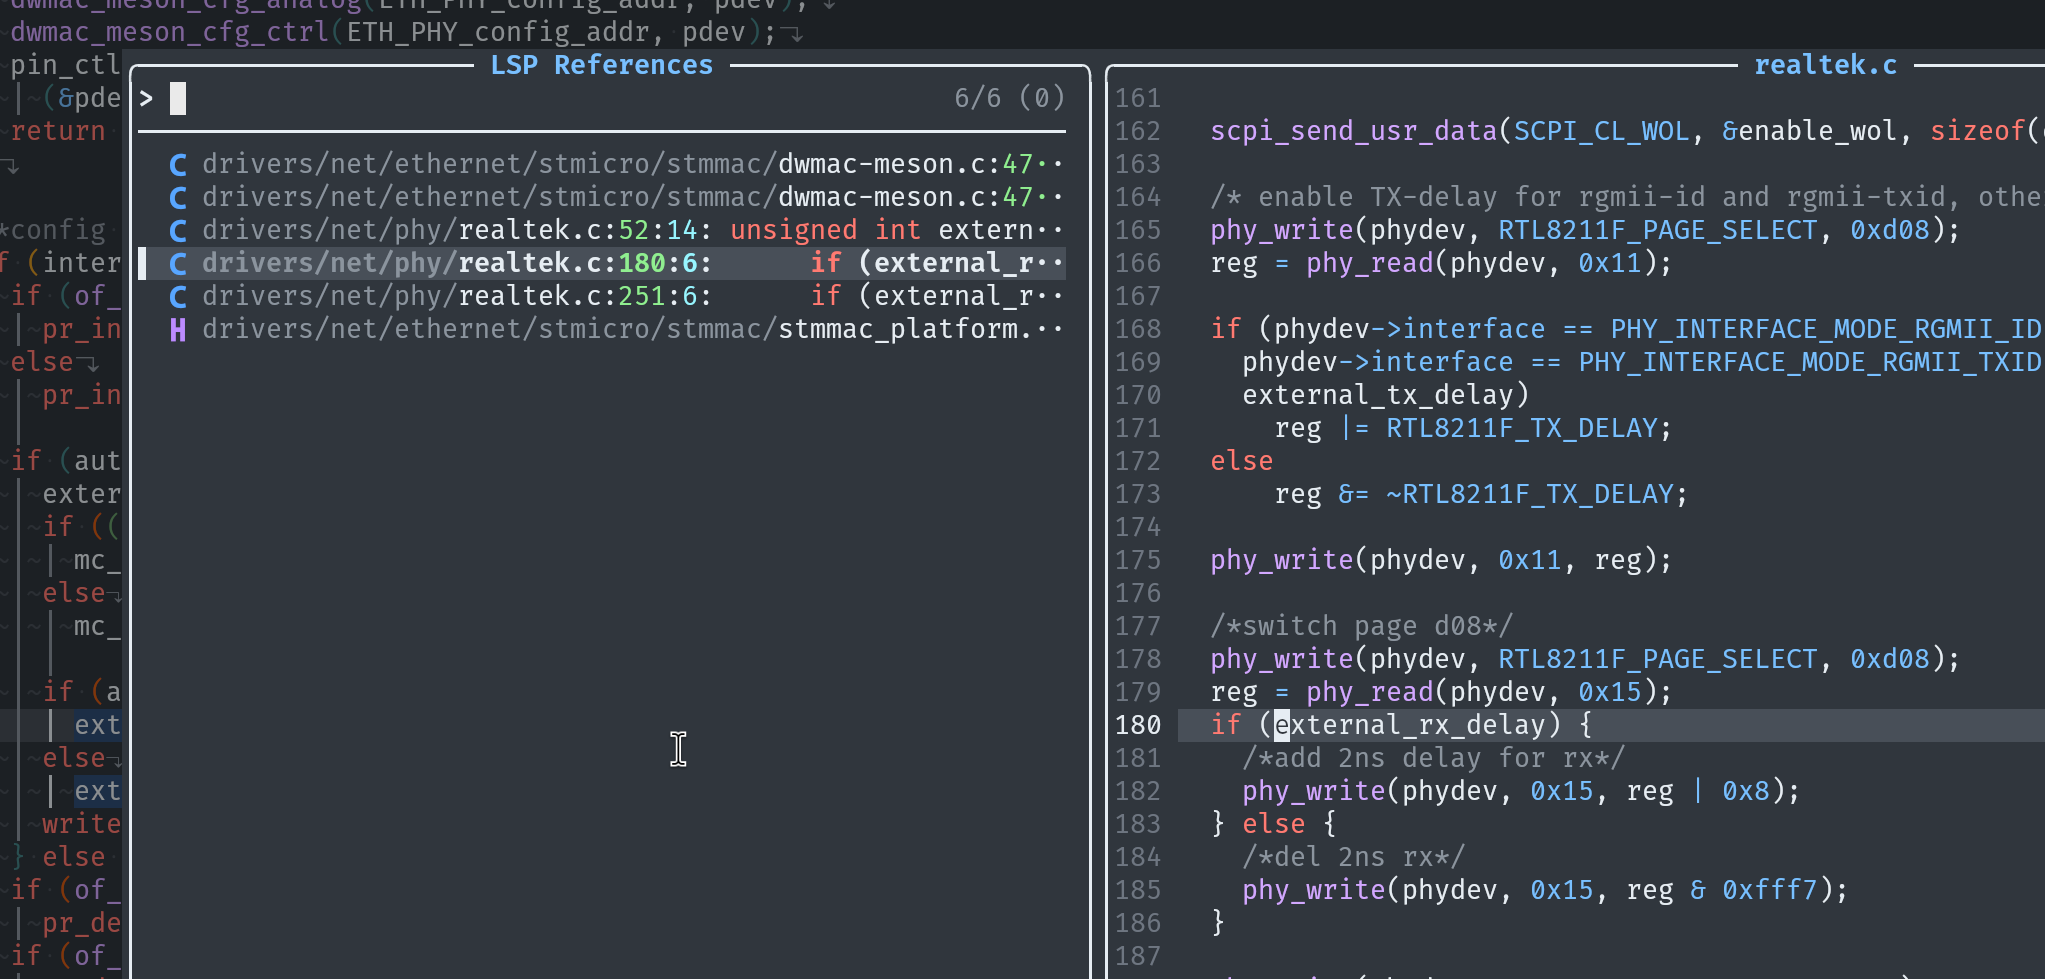 dwmac_meson_cfg_analog(ETH_PHY_config_addr, pdev);
dwmac_meson_cfg_ctrl(ETH_PHY_config_addr, pdev);
pin_ctl
(&pde
return
*config
f (inter
if (of_
pr_in
else
pr_in
if (aut
exter
if ((
mc_
else
mc_
if (a
ext
else
ext
write
} else
if (of_
pr_de
if (of_
LSP References
> 6/6 (0)
C drivers/net/ethernet/stmicro/stmmac/dwmac-meson.c:47··
C drivers/net/ethernet/stmicro/stmmac/dwmac-meson.c:47··
C drivers/net/phy/realtek.c:52:14: unsigned int extern··
C drivers/net/phy/realtek.c:180:6: if (external_r··
C drivers/net/phy/realtek.c:251:6: if (external_r··
H drivers/net/ethernet/stmicro/stmmac/stmmac_platform.··
realtek.c
161
162 scpi_send_usr_data(SCPI_CL_WOL, &enable_wol, sizeof(
163
164 /* enable TX-delay for rgmii-id and rgmii-txid, othe
165 phy_write(phydev, RTL8211F_PAGE_SELECT, 0xd08);
166 reg = phy_read(phydev, 0x11);
167
168 if (phydev->interface == PHY_INTERFACE_MODE_RGMII_ID
169 phydev->interface == PHY_INTERFACE_MODE_RGMII_TXID
170 external_tx_delay)
171 reg |= RTL8211F_TX_DELAY;
172 else
173 reg &= ~RTL8211F_TX_DELAY;
174
175 phy_write(phydev, 0x11, reg);
176
177 /*switch page d08*/
178 phy_write(phydev, RTL8211F_PAGE_SELECT, 0xd08);
179 reg = phy_read(phydev, 0x15);
180 if (external_rx_delay) {
181 /*add 2ns delay for rx*/
182 phy_write(phydev, 0x15, reg | 0x8);
183 } else {
184 /*del 2ns rx*/
185 phy_write(phydev, 0x15, reg & 0xfff7);
186 }
187